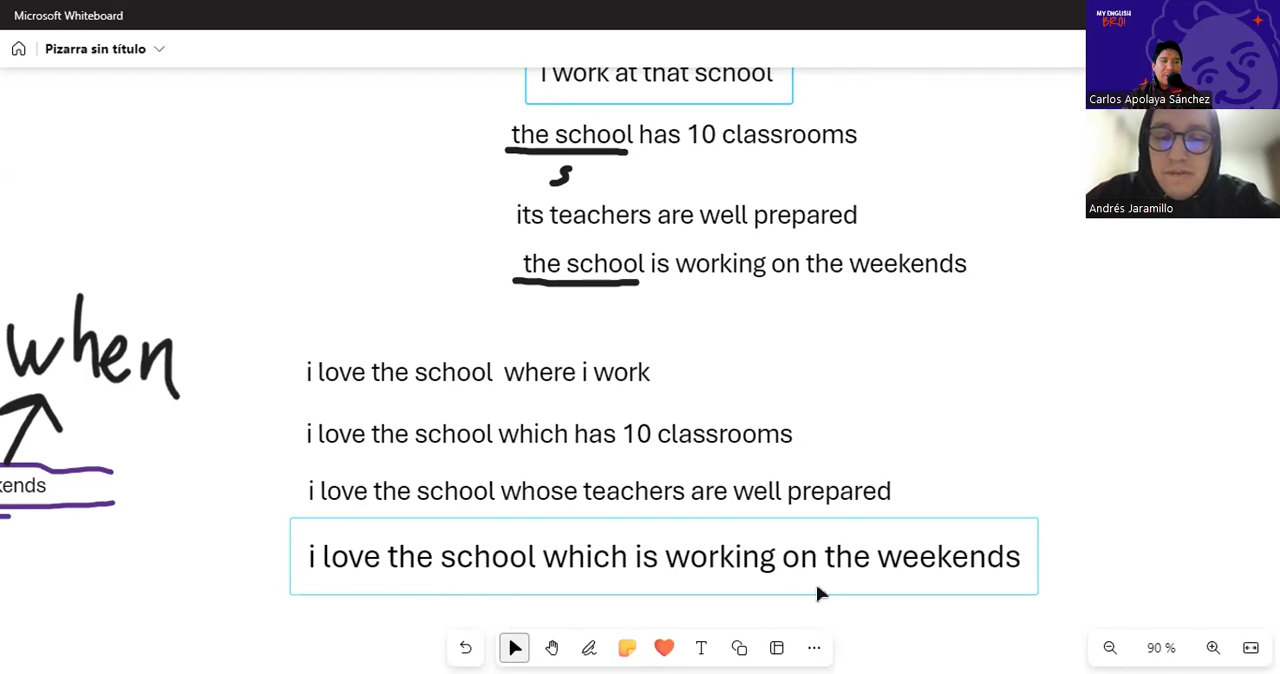 Microsoft Whiteboard
Pizarra sin título
MY ENGLISH
BRO!
Carlos Apolaya Sánchez
Andrés Jaramillo
i work at that school
the school has 10 classrooms
s
its teachers are well prepared
the school is working on the weekends
when
kends
i love the school where i work
i love the school which has 10 classrooms
i love the school whose teachers are well prepared
i love the school which is working on the weekends
90 %